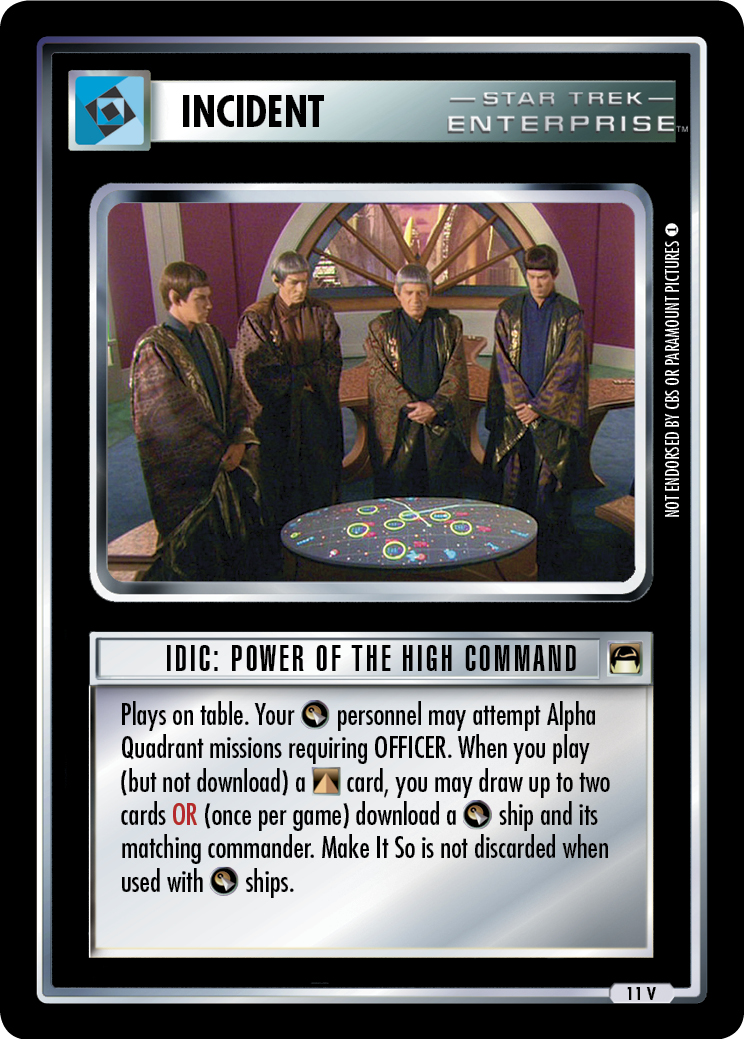 INCIDENT
— STAR TREK —
ENTERPRISE™
NOT ENDORSED BY CBS OR PARAMOUNT PICTURES 1
IDIC: POWER OF THE HIGH COMMAND
Plays on table. Your personnel may attempt Alpha
Quadrant missions requiring OFFICER. When you play
(but not download) a card, you may draw up to two
cards OR (once per game) download a ship and its
matching commander. Make It So is not discarded when
used with ships.
11 V